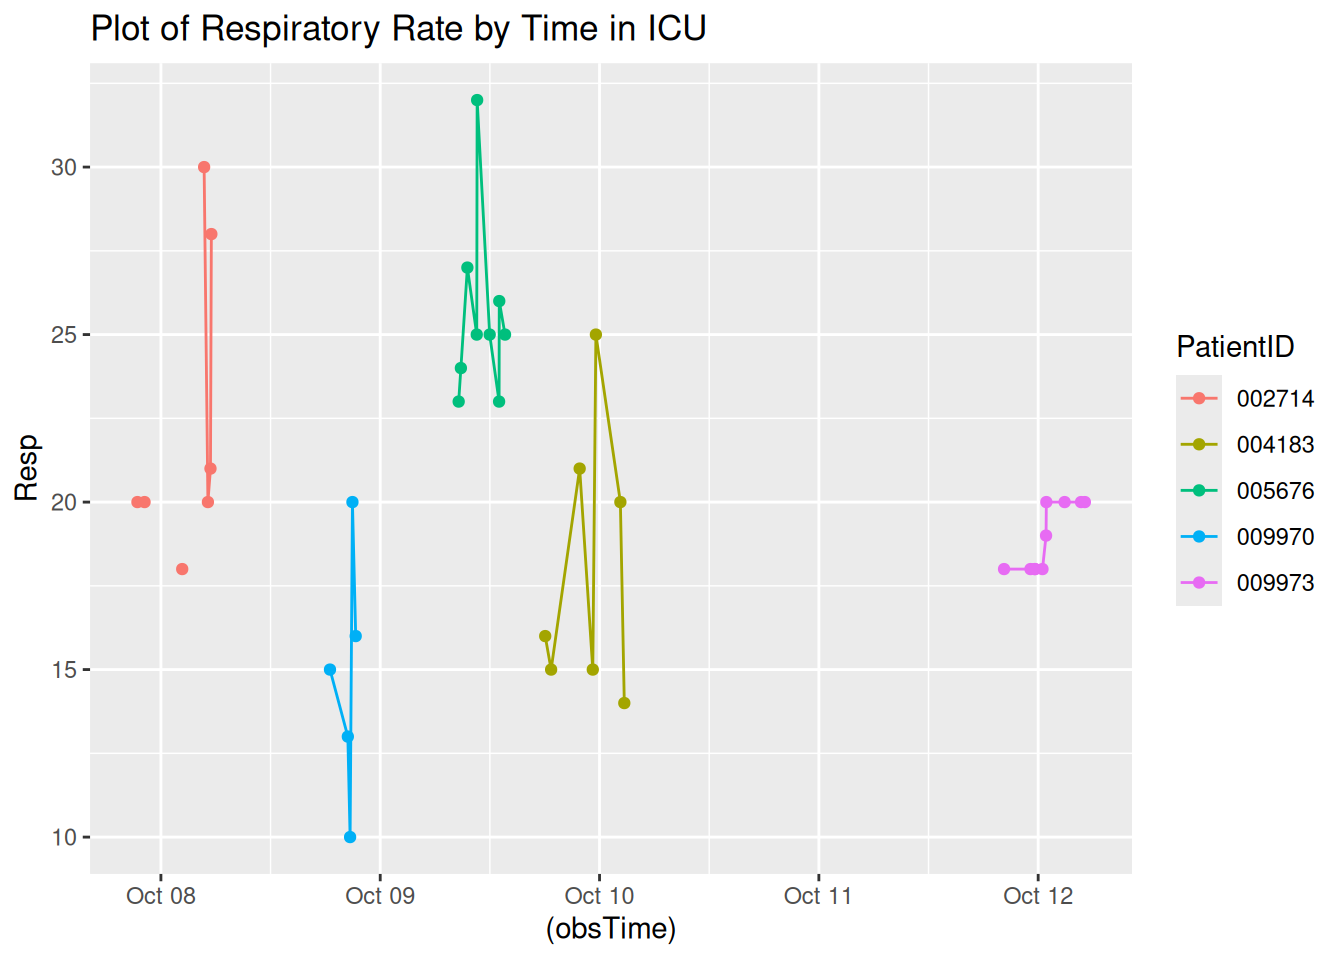 Plot of Respiratory Rate by Time in ICU
Resp
30
25
20
15
10
Oct 08
Oct 09
Oct 10
Oct 11
Oct 12
(obsTime)
PatientID
002714
004183
005676
009970
009973